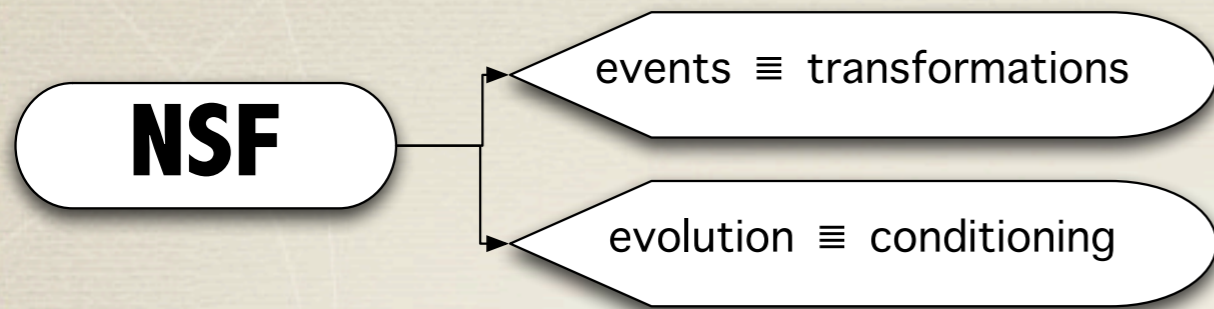 NSF
events ≡ transformations
evolution ≡ conditioning